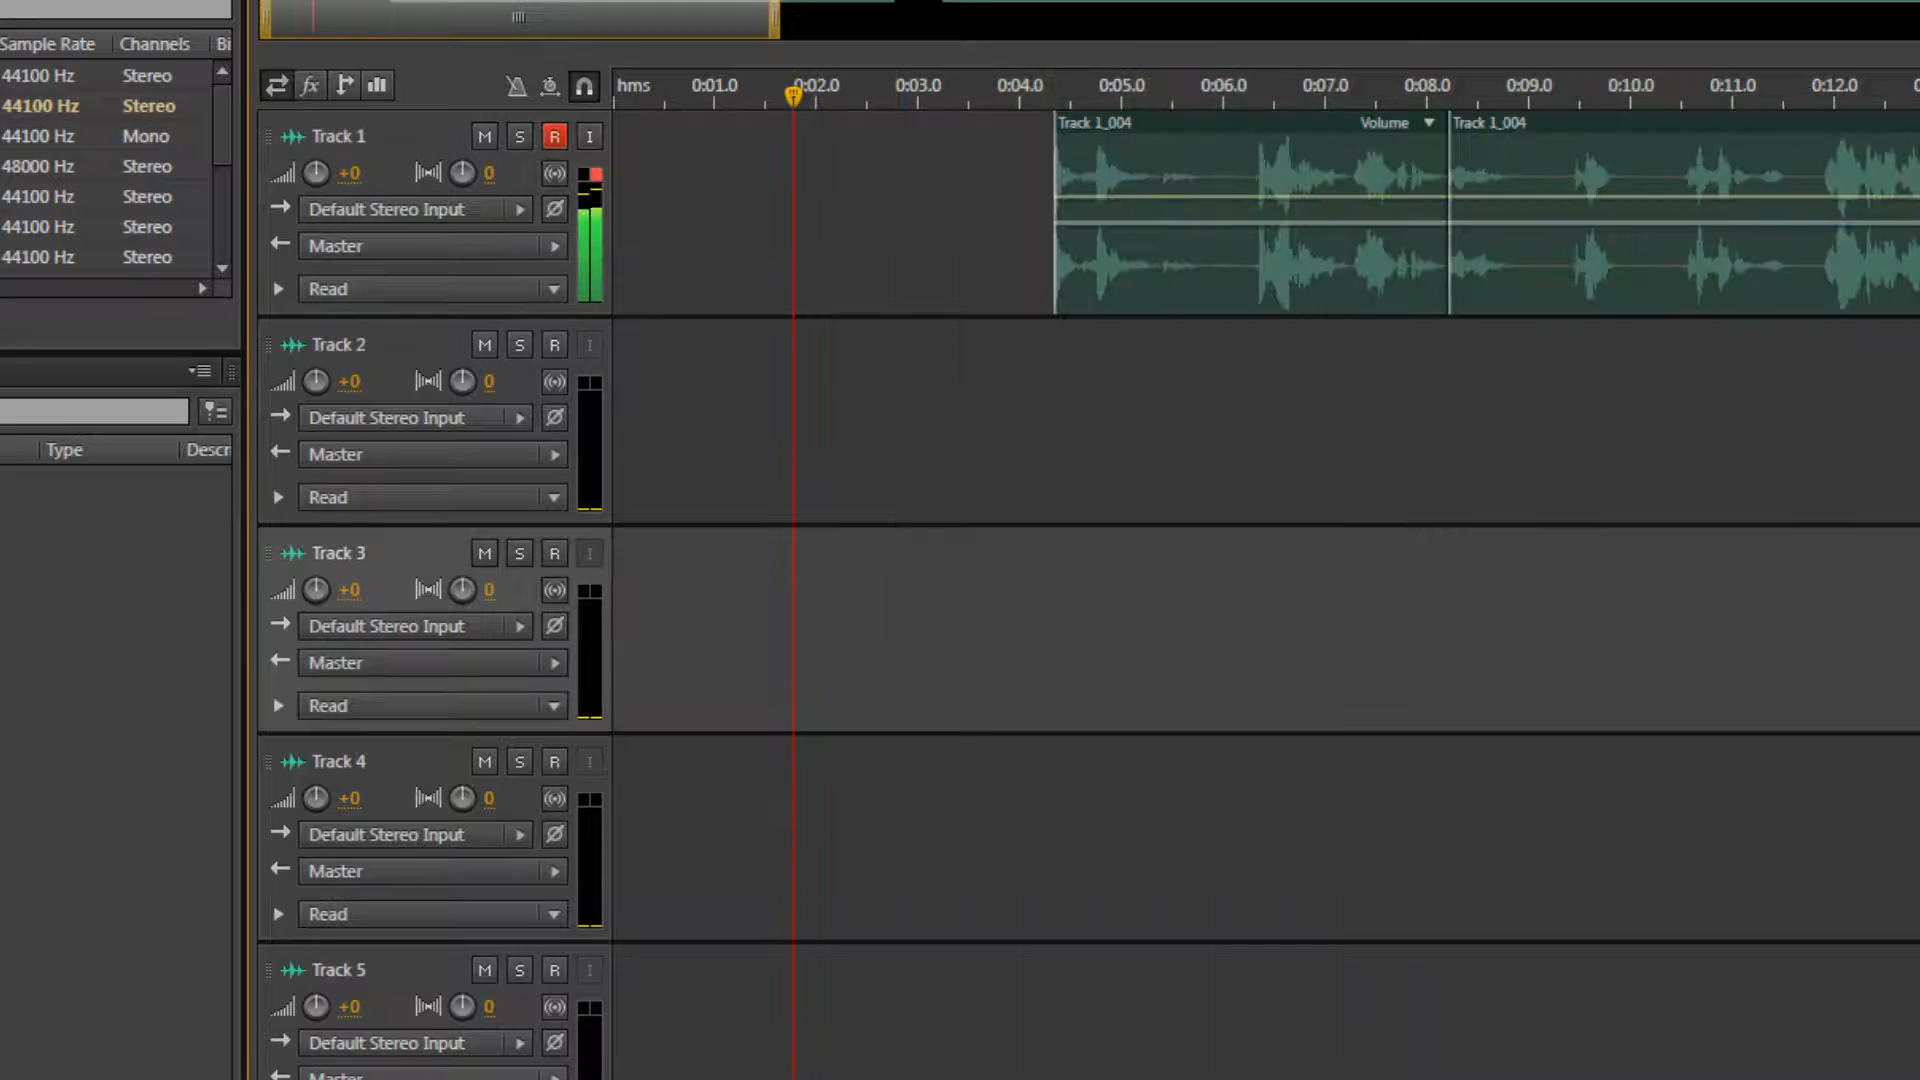 Sample Rate Channels Bi
44100 Hz Stereo
44100 Hz Stereo
44100 Hz Mono
48000 Hz Stereo
44100 Hz Stereo
44100 Hz Stereo
44100 Hz Stereo
Type Descr
fx
hms 0:01.0 0:02.0 0:03.0 0:04.0 0:05.0 0:06.0 0:07.0 0:08.0 0:09.0 0:10.0 0:11.0 0:12.0
Track 1 M S R I
+0 0
Default Stereo Input
Master
Read
Track 1_004 Volume Track 1_004
Track 2 M S R I
+0 0
Default Stereo Input
Master
Read
Track 3 M S R I
+0 0
Default Stereo Input
Master
Read
Track 4 M S R I
+0 0
Default Stereo Input
Master
Read
Track 5 M S R I
+0 0
Default Stereo Input
Master